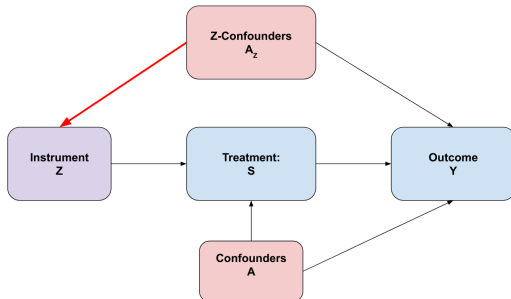 Z-Confounders
A_Z
Instrument
Z
Treatment:
S
Outcome
Y
Confounders
A